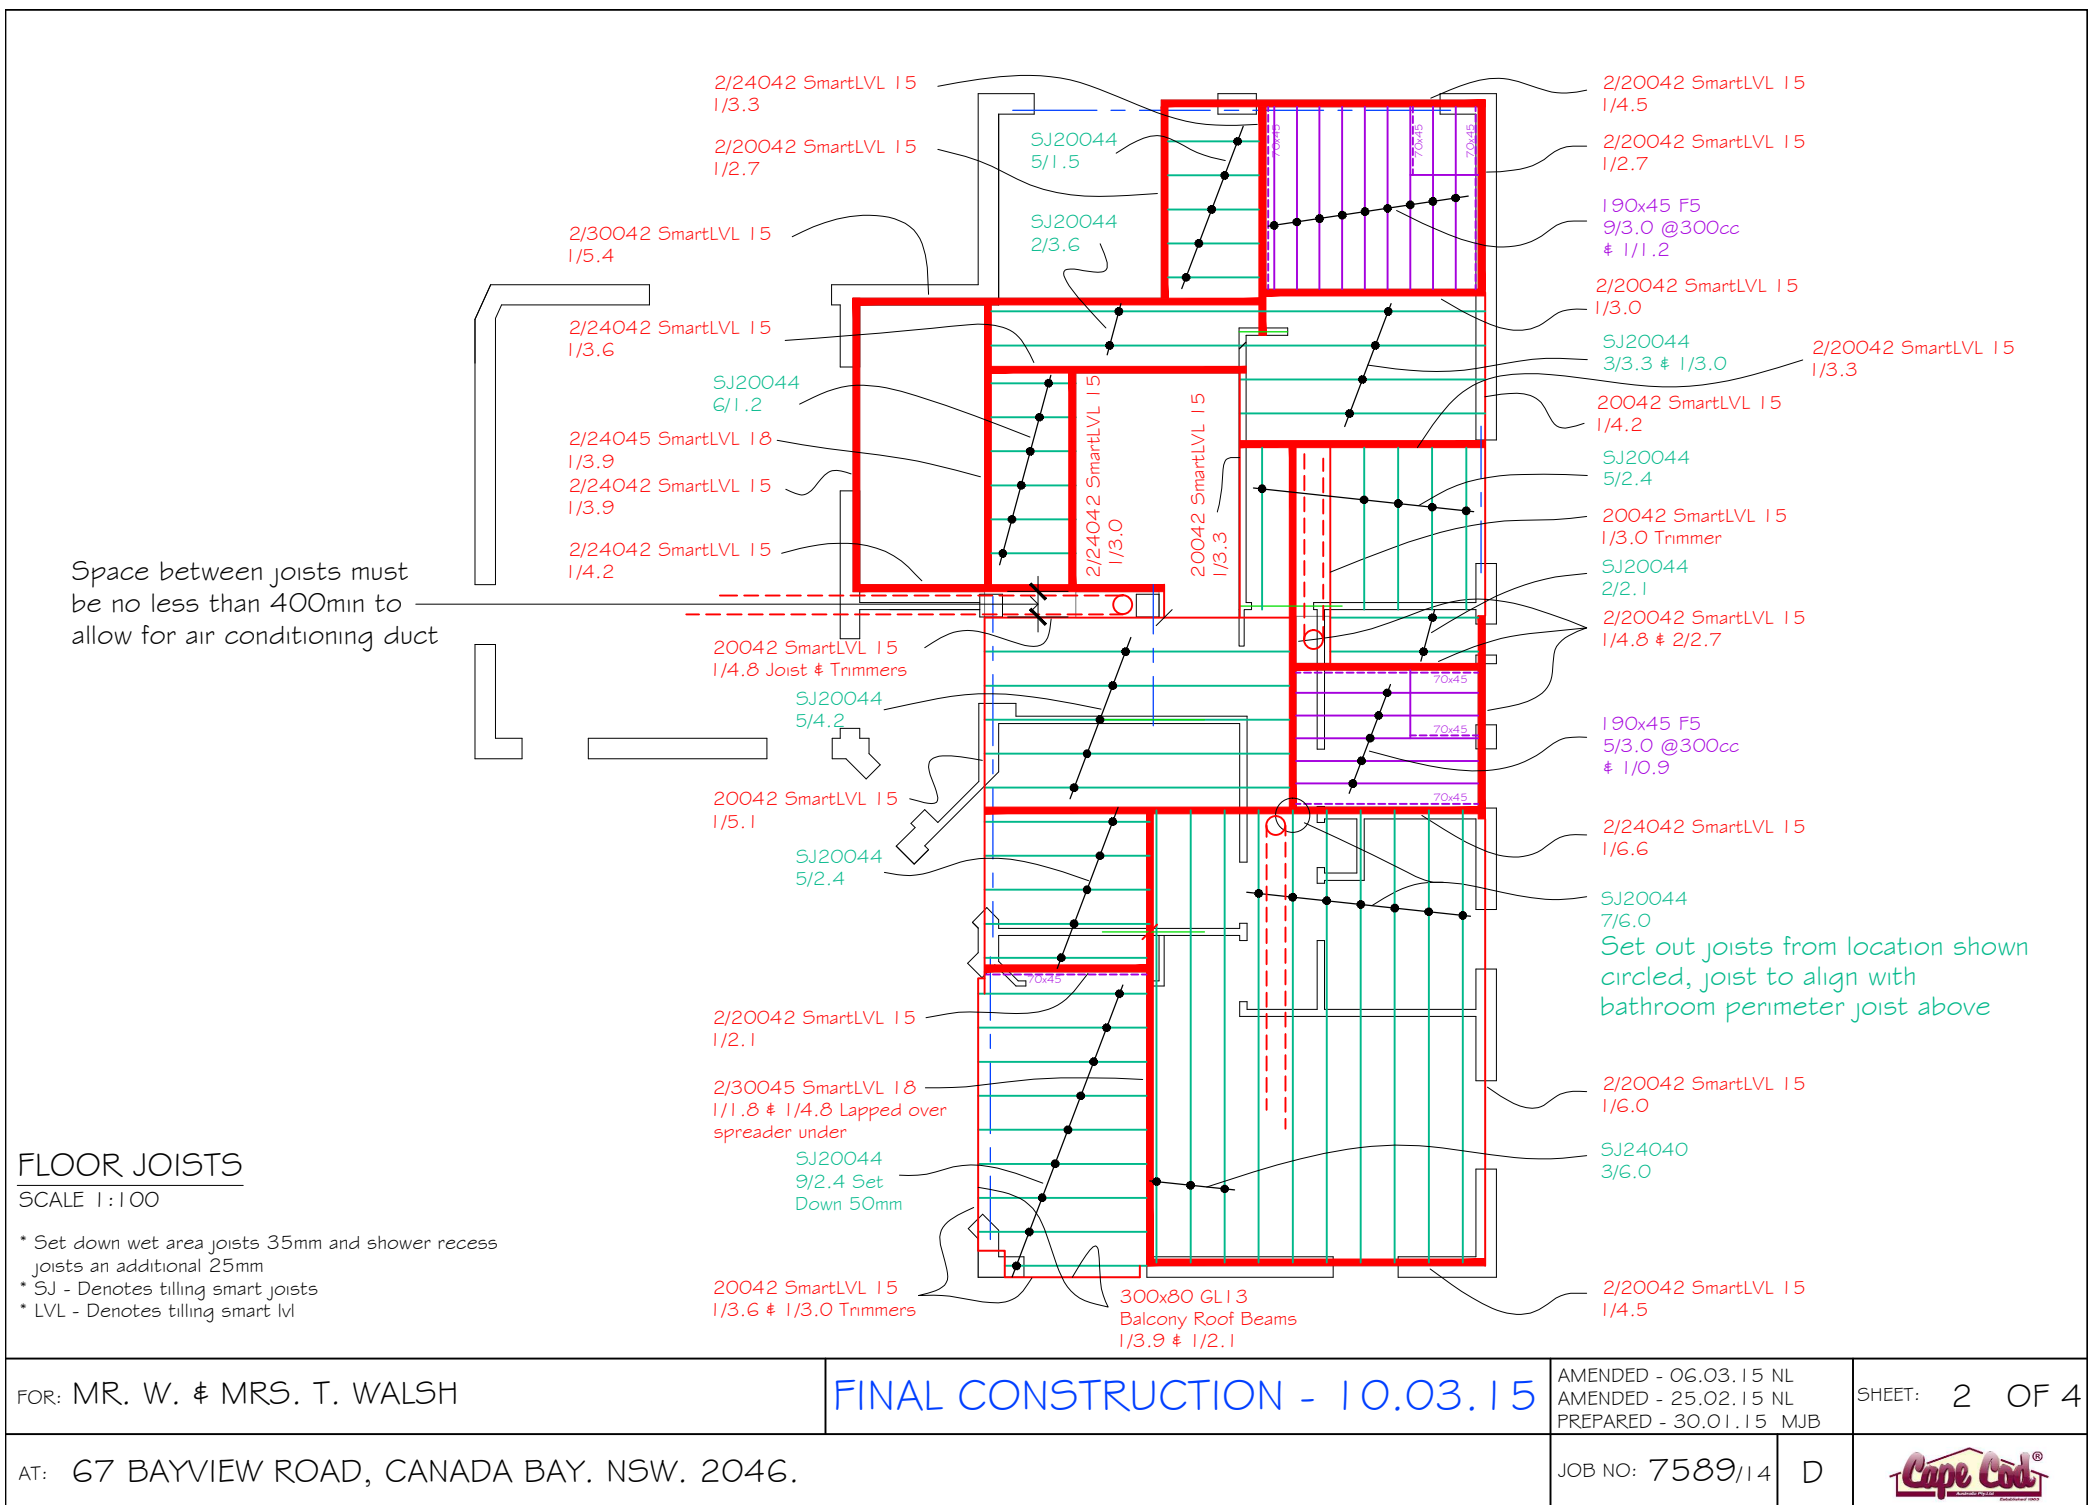 2/24042 SmartLVL 15
1/3.3
2/20042 SmartLVL 15
1/2.7
SJ20044
5/1.5
SJ20044
2/3.6
2/30042 SmartLVL 15
1/5.4
2/24042 SmartLVL 15
1/3.6
SJ20044
6/1.2
2/24045 SmartLVL 18
1/3.9
2/24042 SmartLVL 15
1/3.9
2/24042 SmartLVL 15
1/4.2
Space between joists must
be no less than 400min to
allow for air conditioning duct
20042 SmartLVL 15
1/4.8 Joist & Trimmers
SJ20044
5/4.2
20042 SmartLVL 15
1/5.1
SJ20044
5/2.4
2/20042 SmartLVL 15
1/2.1
2/30045 SmartLVL 18
1/1.8 & 1/4.8 Lapped over
spreader under
SJ20044
9/2.4 Set
Down 50mm
20042 SmartLVL 15
1/3.6 & 1/3.0 Trimmers
300x80 GL13
Balcony Roof Beams
1/3.9 & 1/2.1
2/24042 SmartLVL 15
1/3.0
20042 SmartLVL 15
1/3.3
70x45
70x45
70x45
70x45
70x45
70x45
70x45
2/20042 SmartLVL 15
1/4.5
2/20042 SmartLVL 15
1/2.7
190x45 F5
9/3.0 @300cc
& 1/1.2
2/20042 SmartLVL 15
1/3.0
SJ20044
3/3.3 & 1/3.0
2/20042 SmartLVL 15
1/3.3
20042 SmartLVL 15
1/4.2
SJ20044
5/2.4
20042 SmartLVL 15
1/3.0 Trimmer
SJ20044
2/2.1
2/20042 SmartLVL 15
1/4.8 & 2/2.7
190x45 F5
5/3.0 @300cc
& 1/0.9
2/24042 SmartLVL 15
1/6.6
SJ20044
7/6.0
Set out joists from location shown
circled, joist to align with
bathroom perimeter joist above
2/20042 SmartLVL 15
1/6.0
SJ24040
3/6.0
2/20042 SmartLVL 15
1/4.5
FLOOR JOISTS
SCALE 1:100
* Set down wet area joists 35mm and shower recess
joists an additional 25mm
* SJ - Denotes tilling smart joists
* LVL - Denotes tilling smart lvl
FOR: MR. W. & MRS. T. WALSH
FINAL CONSTRUCTION - 10.03.15
AMENDED - 06.03.15 NL
AMENDED - 25.02.15 NL
PREPARED - 30.01.15 MJB
SHEET: 2 OF 4
AT: 67 BAYVIEW ROAD, CANADA BAY. NSW. 2046.
JOB NO: 7589/14
D
Cape Cod®
Australia Pty Ltd
Established 1965